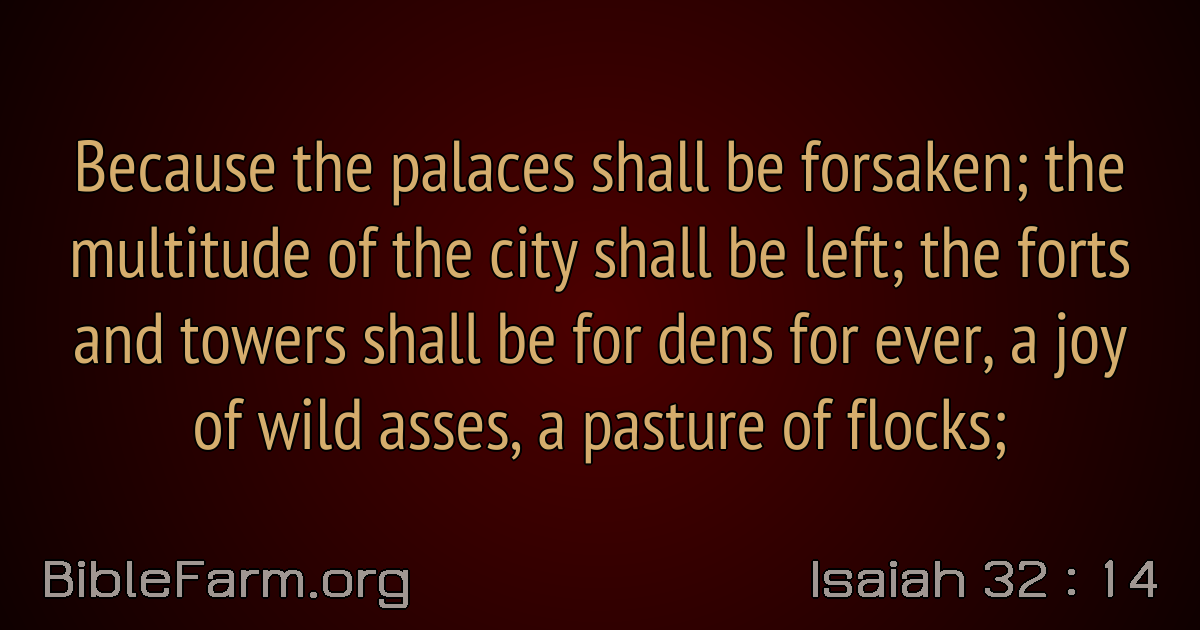 Because the palaces shall be forsaken; the
multitude of the city shall be left; the forts
and towers shall be for dens for ever, a joy
of wild asses, a pasture of flocks;
BibleFarm.org
Isaiah 32 : 14